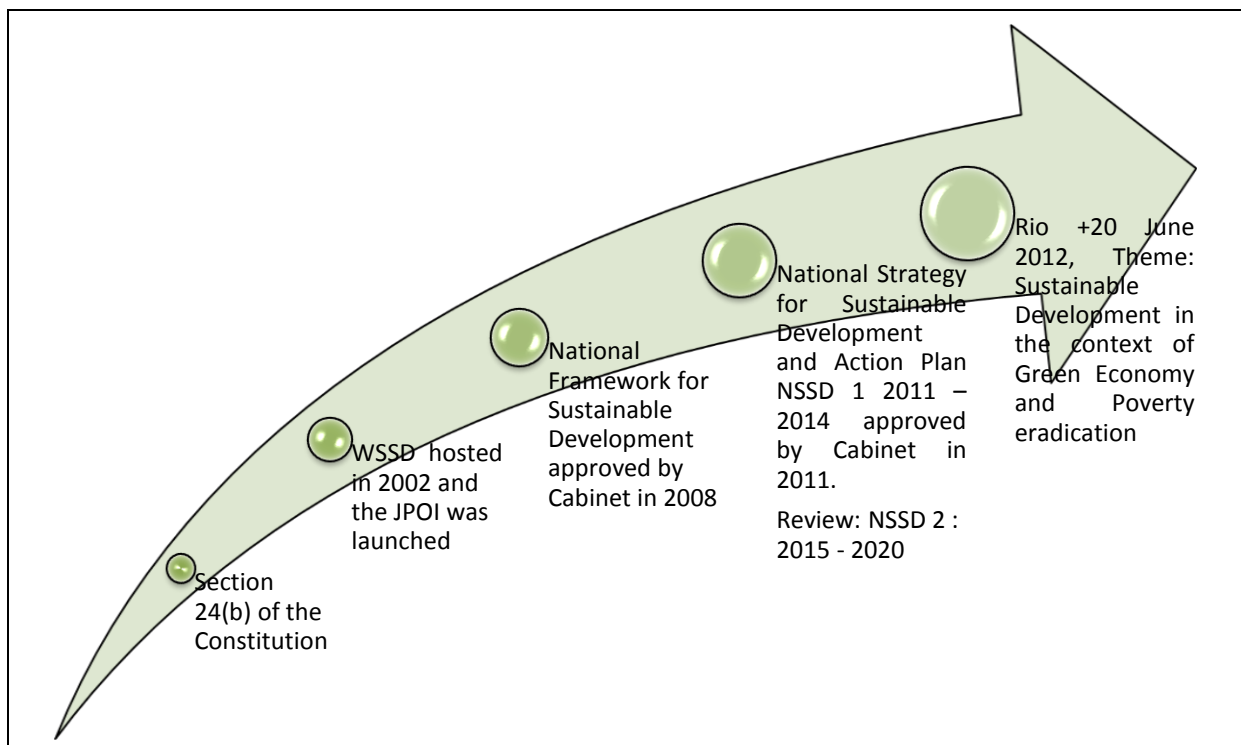 Section
24(b) of the
Constitution
WSSD hosted
in 2002 and
the JPOI was
launched
National
Framework for
Sustainable
Development
approved by
Cabinet in 2008
National Strategy
for Sustainable
Development
and Action Plan
NSSD 1 2011 –
2014 approved
by Cabinet in
2011.
Review: NSSD 2 :
2015 - 2020
Rio +20 June
2012, Theme:
Sustainable
Development in
the context of
Green Economy
and Poverty
eradication